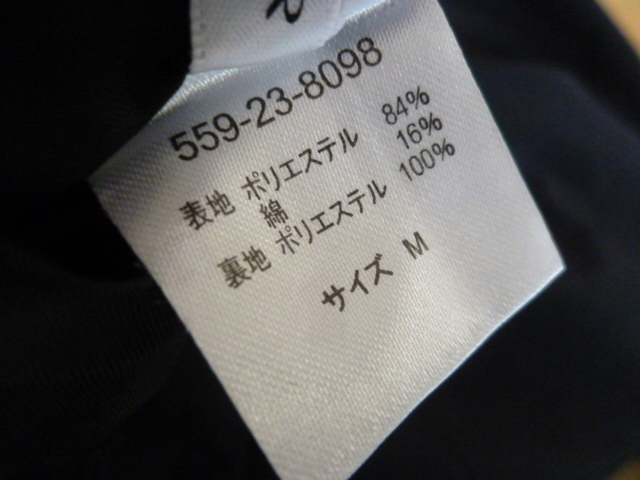 559-23-8098
表地 ポリエステル 84%
綿 16%
裏地 ポリエステル 100%
サイズ M